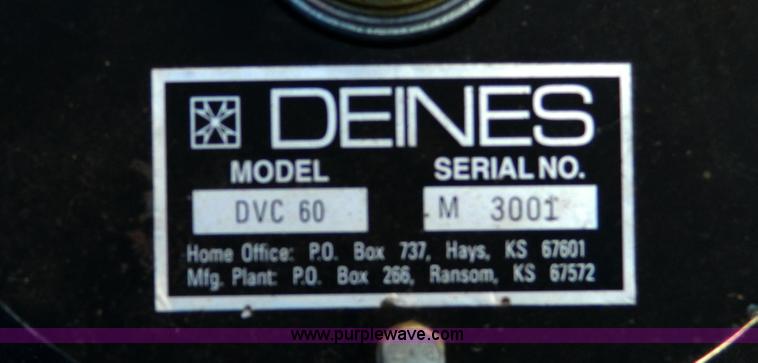 DEINES
MODEL SERIAL NO.
DVC 60 M 3001
Home Office: P.O. Box 737, Hays, KS 67601
Mfg. Plant: P.O. Box 266, Ransom, KS 67572
www.purplewave.com